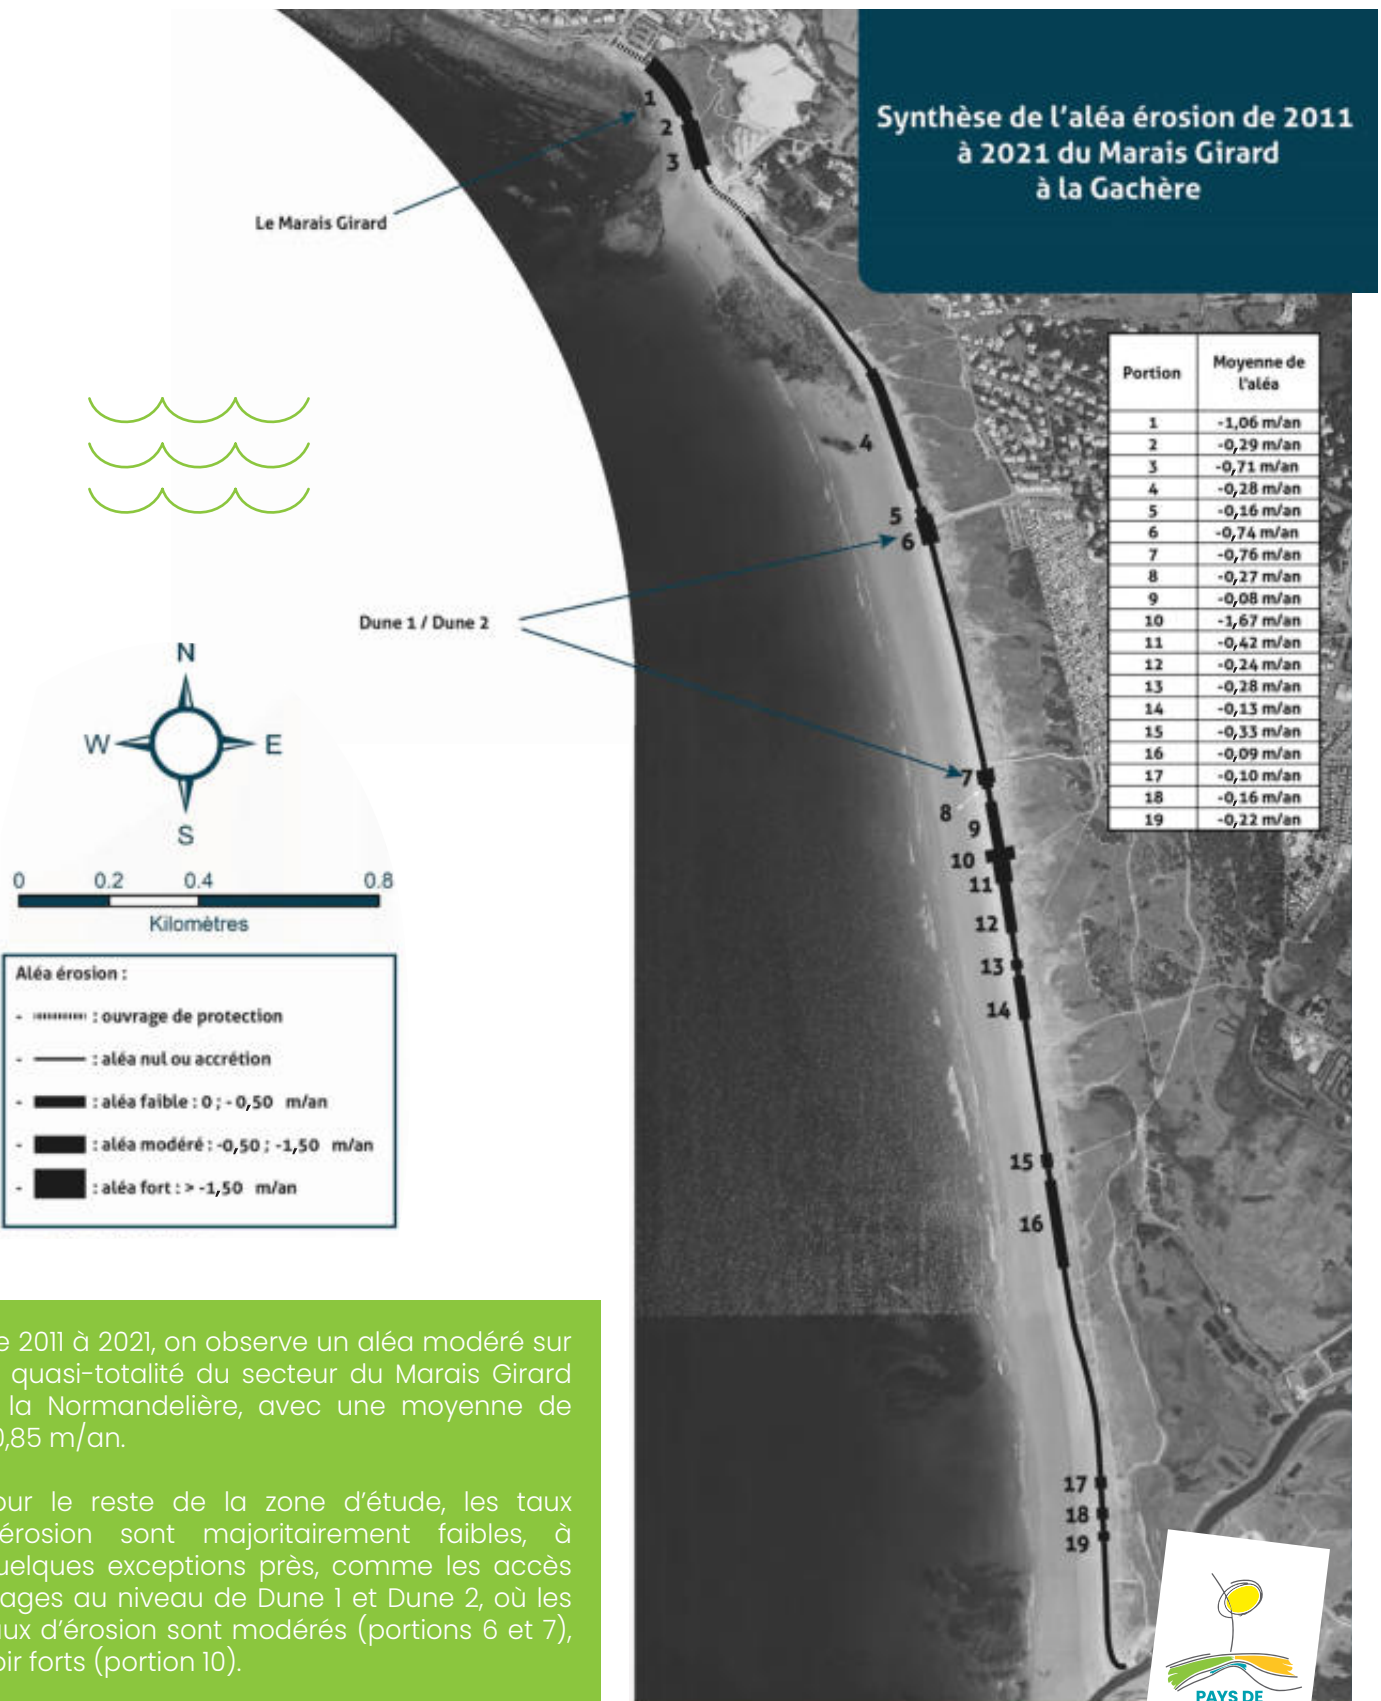 Synthèse de l'aléa érosion de 2011
à 2021 du Marais Girard
à la Gachère
1
2
3
Le Marais Girard
4
5
6
Dune 1 / Dune 2
7
8
9
10
11
12
13
14
15
16
17
18
19
Portion Moyenne de l'aléa
1 -1,06 m/an
2 -0,29 m/an
3 -0,71 m/an
4 -0,28 m/an
5 -0,16 m/an
6 -0,74 m/an
7 -0,76 m/an
8 -0,27 m/an
9 -0,08 m/an
10 -1,67 m/an
11 -0,42 m/an
12 -0,24 m/an
13 -0,28 m/an
14 -0,13 m/an
15 -0,33 m/an
16 -0,09 m/an
17 -0,10 m/an
18 -0,16 m/an
19 -0,22 m/an
N
W E
S
0 0.2 0.4 0.8
Kilomètres
Aléa érosion :
- : ouvrage de protection
- : aléa nul ou accrétion
- : aléa faible : 0 ; - 0,50 m/an
- : aléa modéré : -0,50 ; -1,50 m/an
- : aléa fort : > -1,50 m/an
e 2011 à 2021, on observe un aléa modéré sur
quasi-totalité du secteur du Marais Girard
la Normandelière, avec une moyenne de
0,85 m/an.
our le reste de la zone d'étude, les taux
érosion sont majoritairement faibles, à
uelques exceptions près, comme les accès
ages au niveau de Dune 1 et Dune 2, où les
ux d'érosion sont modérés (portions 6 et 7),
oir forts (portion 10).
PAYS DE